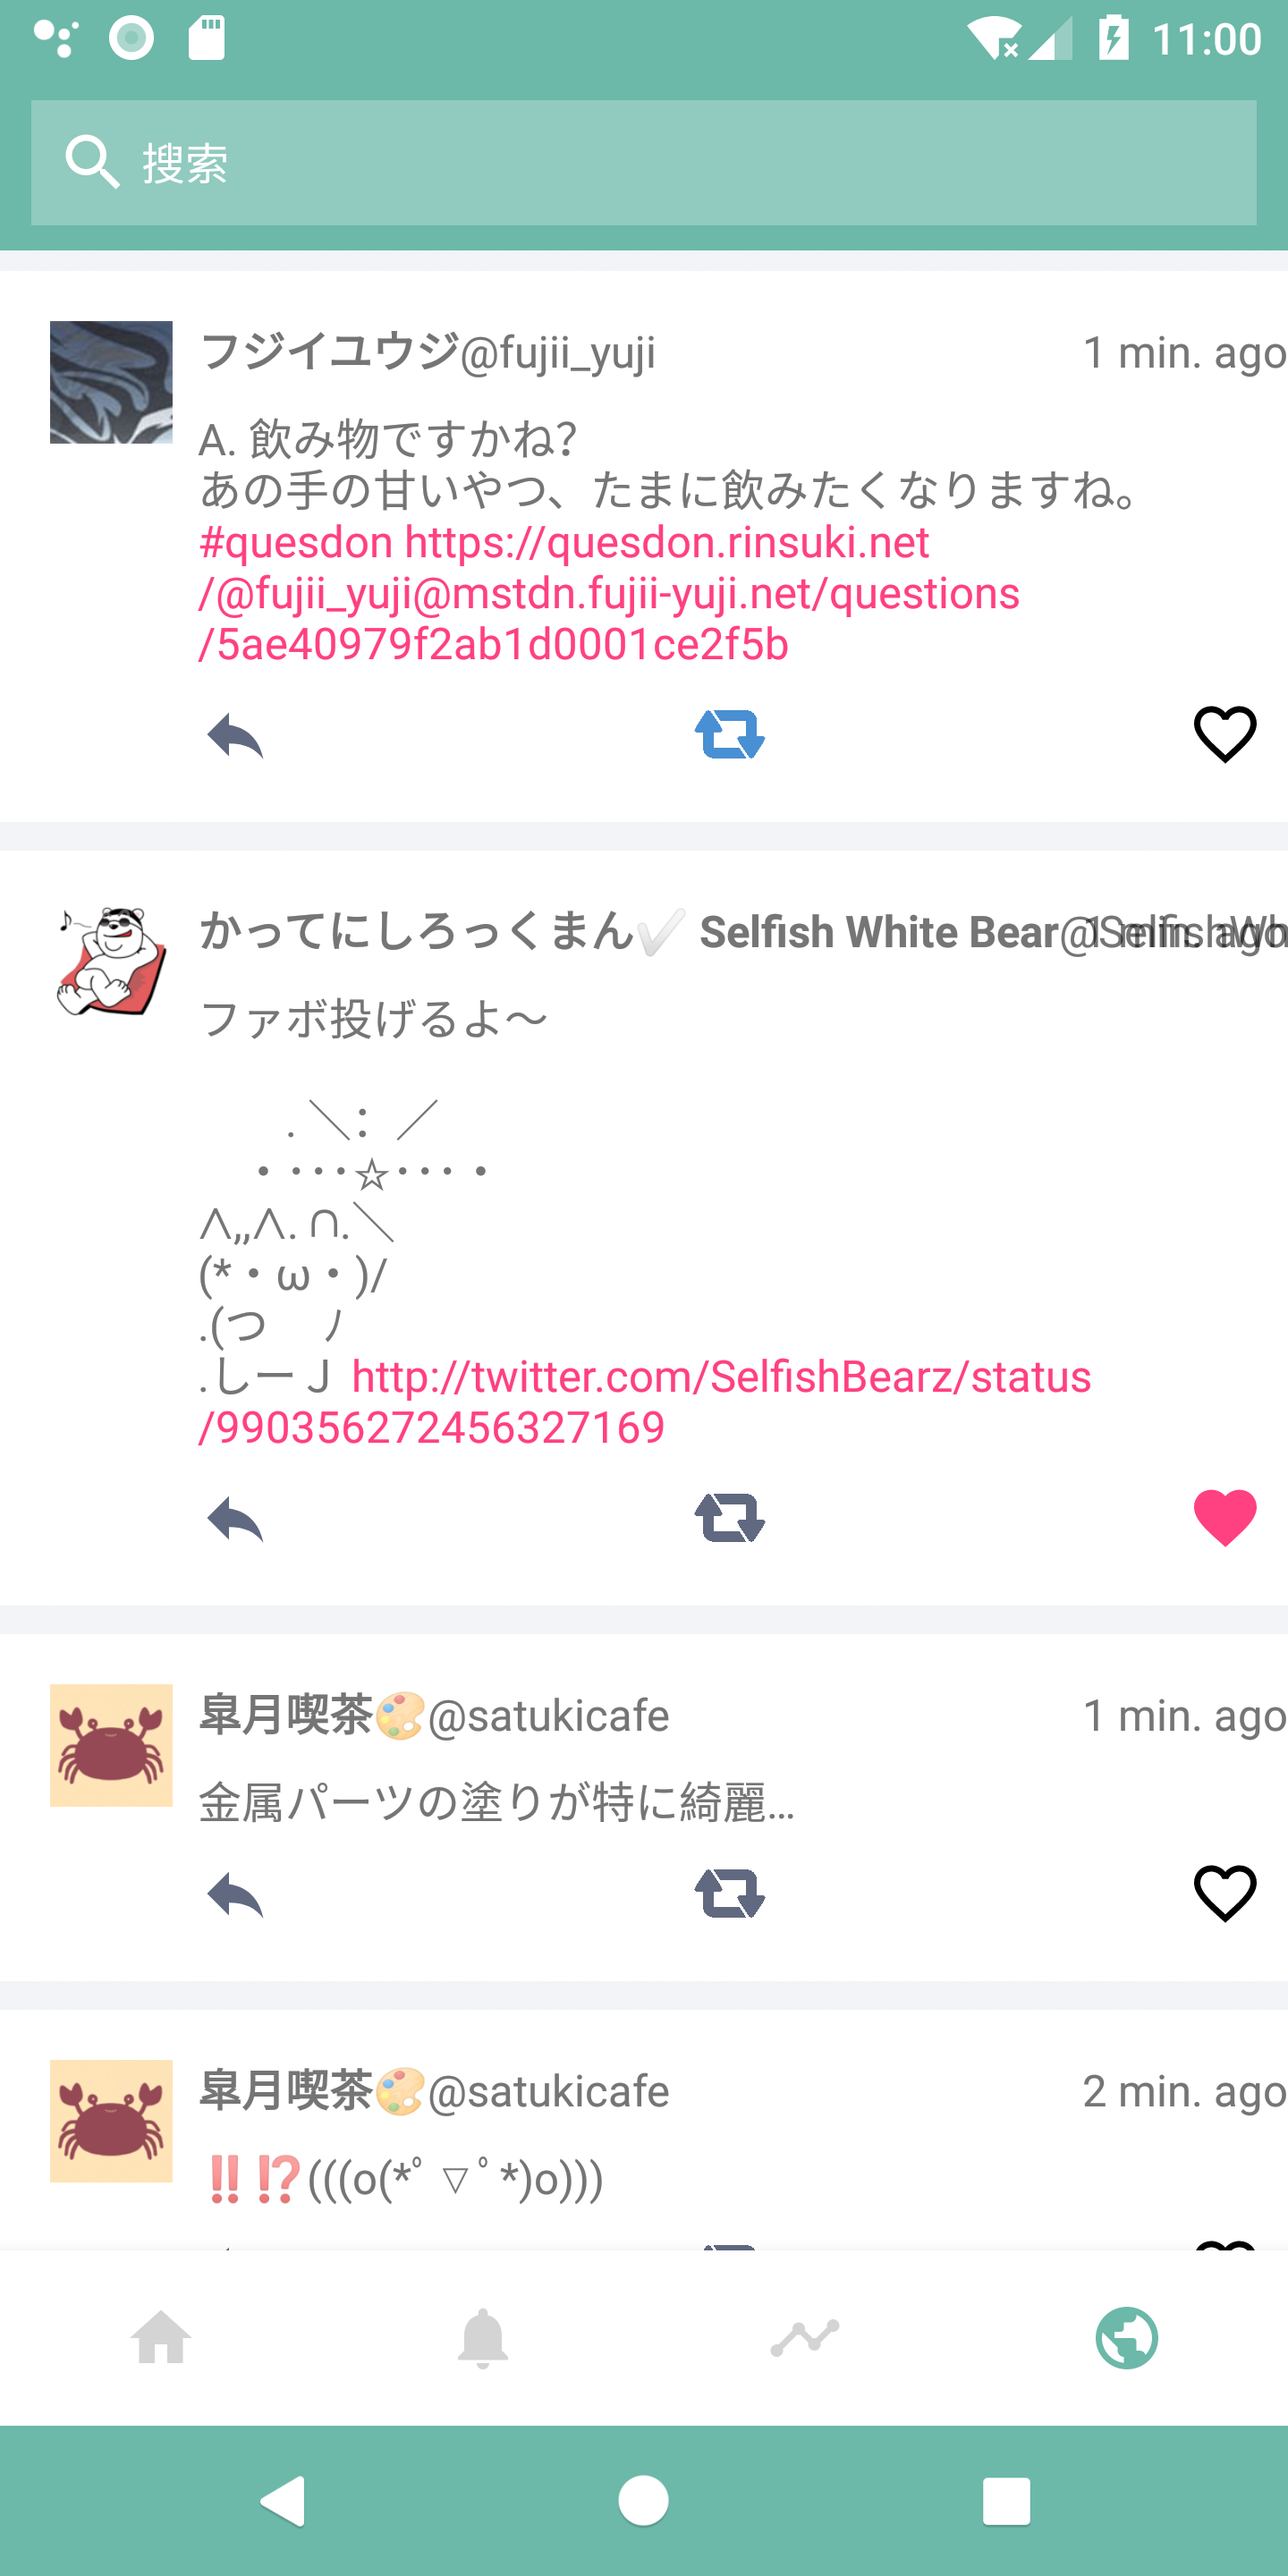 11:00
搜索
フジイユウジ@fujii_yuji 1 min. ago
A. 飲み物ですかね？
あの手の甘いやつ、たまに飲みたくなりますね。
#quesdon https://quesdon.rinsuki.net
/@fujii_yuji@mstdn.fujii-yuji.net/questions
/5ae40979f2ab1d0001ce2f5b
かってにしろっくまん✔️ Selfish White Bear@SelfishWh 1 min. ago
ファボ投げるよ〜
. ＼：／
・‥…☆…‥・
∧,,∧. ∩.＼
(*・ω・)/
.(つ　 ﾉ
.しーＪ http://twitter.com/SelfishBearz/status
/990356272456327169
皐月喫茶🎨@satukicafe 1 min. ago
金属パーツの塗りが特に綺麗…
皐月喫茶🎨@satukicafe 2 min. ago
‼️⁉️(((o(*ﾟ▽ﾟ*)o)))